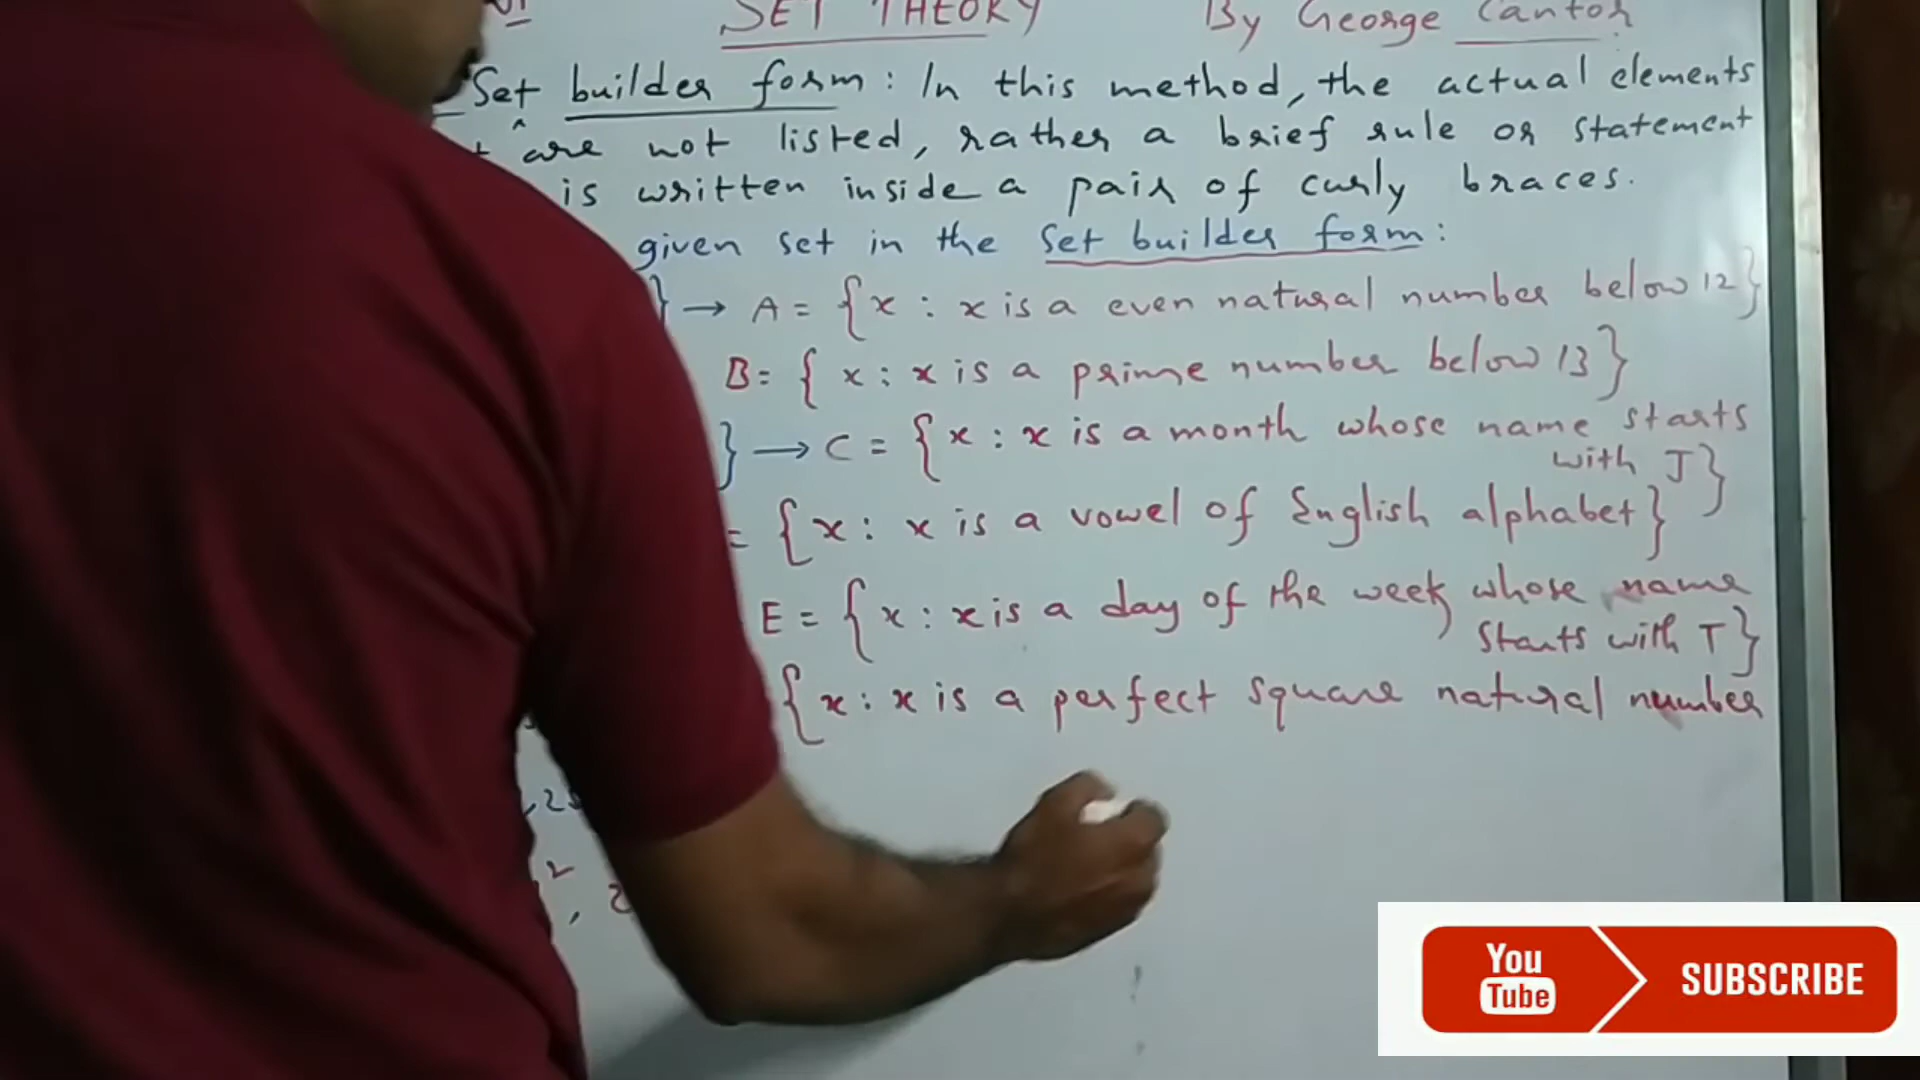 SET THEORY By George Cantor
Set builder form: In this method, the actual elements
are not listed, rather a brief rule or statement
is written inside a pair of curly braces.
given set in the Set builder form:
} → A = {x : x is a even natural number below 12}
B = { x : x is a prime number below 13}
} → C = {x : x is a month whose name starts
with J}
= {x : x is a vowel of English alphabet}
E = {x : x is a day of the week whose name
Starts with T}
{x : x is a perfect square natural number
,25
2
, 2
You
Tube
SUBSCRIBE